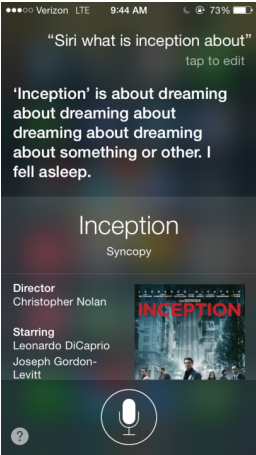 Verizon LTE 9:44 AM 73%
“Siri what is inception about”
tap to edit
‘Inception’ is about dreaming
about dreaming about
dreaming about dreaming
about something or other. I
fell asleep.
Inception
Syncopy
Director
Christopher Nolan
Starring
Leonardo DiCaprio
Joseph Gordon-
Levitt
INCEPTION
?